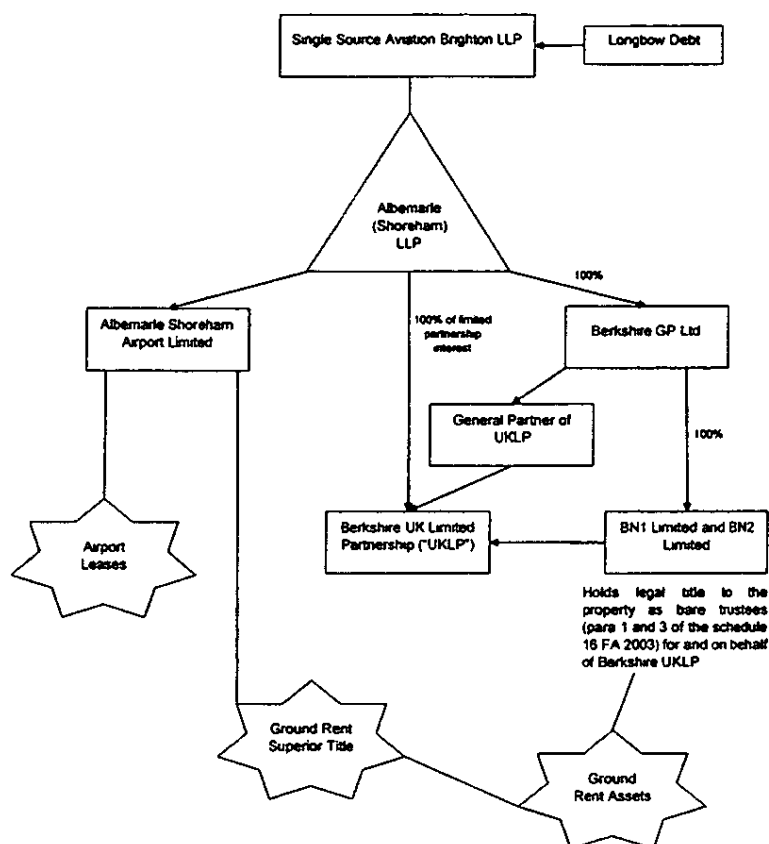 Single Source Aviation Brighton LLP
Longbow Debt
Albemarle
(Shoreham)
LLP
100%
Albemarle Shoreham
Airport Limited
100% of limited
partnership
interest
Berkshire GP Ltd
General Partner of
UKLP
100%
Airport
Leases
Berkshire UK Limited
Partnership ("UKLP")
BN1 Limited and BN2
Limited
Holds legal title to the
property as bare trustees
(para 1 and 3 of the schedule
16 FA 2003) for and on behalf
of Berkshire UKLP
Ground Rent
Superior Title
Ground
Rent Assets